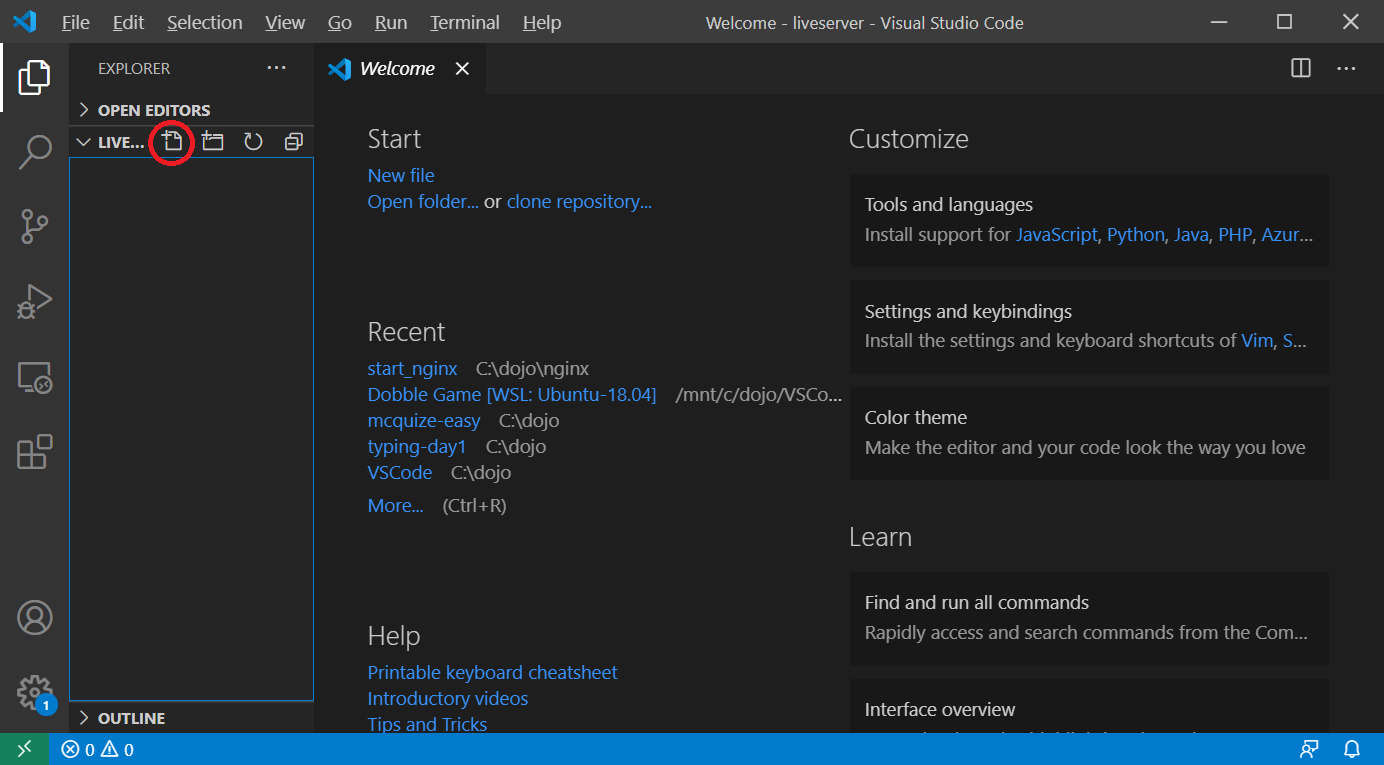 File Edit Selection View Go Run Terminal Help Welcome - liveserver - Visual Studio Code
EXPLORER
OPEN EDITORS
LIVE...
OUTLINE
Welcome
Start
New file
Open folder... or clone repository...
Recent
start_nginx C:\dojo\nginx
Dobble Game [WSL: Ubuntu-18.04] /mnt/c/dojo/VSCo...
mcquize-easy C:\dojo
typing-day1 C:\dojo
VSCode C:\dojo
More... (Ctrl+R)
Help
Printable keyboard cheatsheet
Introductory videos
Tips and Tricks
Customize
Tools and languages
Install support for JavaScript, Python, Java, PHP, Azur...
Settings and keybindings
Install the settings and keyboard shortcuts of Vim, S...
Color theme
Make the editor and your code look the way you love
Learn
Find and run all commands
Rapidly access and search commands from the Com...
Interface overview
1
0 0